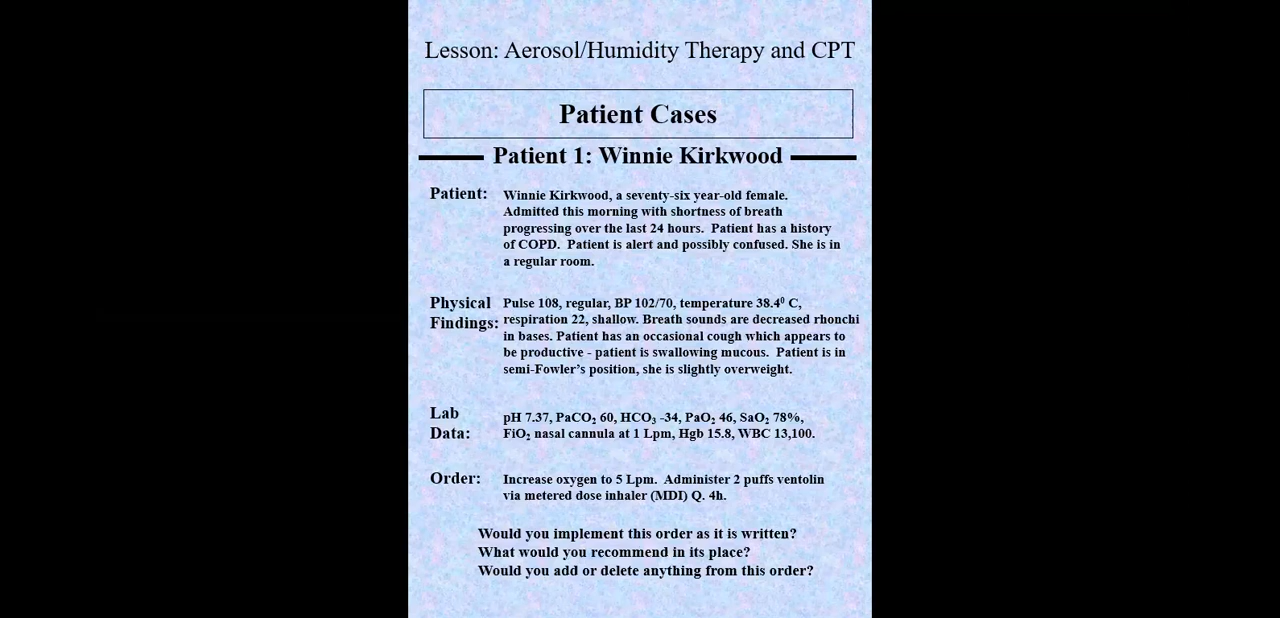 Lesson: Aerosol/Humidity Therapy and CPT
Patient Cases
Patient 1: Winnie Kirkwood
Patient: Winnie Kirkwood, a seventy-six year-old female.
Admitted this morning with shortness of breath
progressing over the last 24 hours. Patient has a history
of COPD. Patient is alert and possibly confused. She is in
a regular room.
Physical Findings: Pulse 108, regular, BP 102/70, temperature 38.4⁰ C,
respiration 22, shallow. Breath sounds are decreased rhonchi
in bases. Patient has an occasional cough which appears to
be productive - patient is swallowing mucous. Patient is in
semi-Fowler's position, she is slightly overweight.
Lab Data: pH 7.37, PaCO₂ 60, HCO₃ -34, PaO₂ 46, SaO₂ 78%,
FiO₂ nasal cannula at 1 Lpm, Hgb 15.8, WBC 13,100.
Order: Increase oxygen to 5 Lpm. Administer 2 puffs ventolin
via metered dose inhaler (MDI) Q. 4h.
Would you implement this order as it is written?
What would you recommend in its place?
Would you add or delete anything from this order?